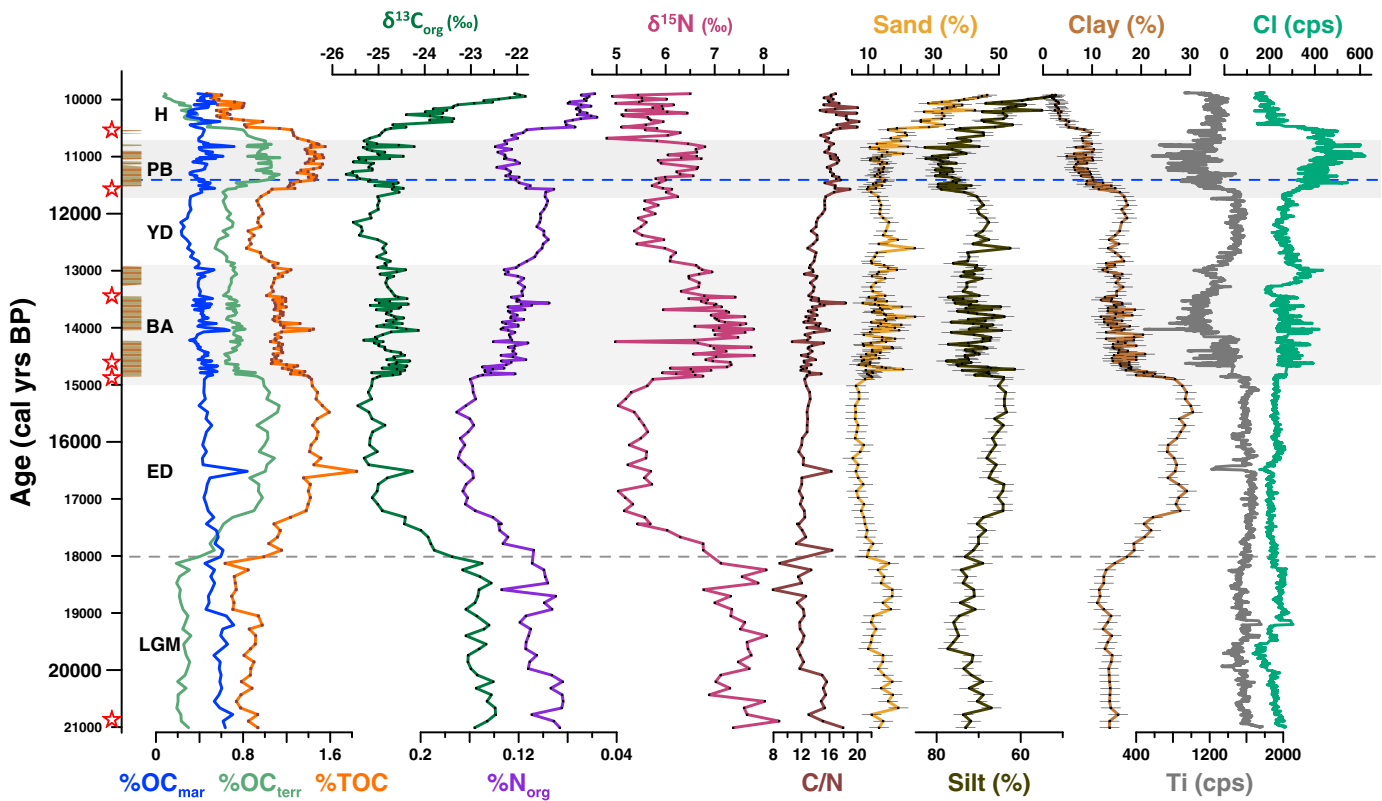 δ¹³Corg (‰) δ¹⁵N (‰) Sand (%) Clay (%) Cl (cps)
-26 -25 -24 -23 -22 5 6 7 8 10 30 50 0 10 20 30 0 200 400 600
Age (cal yrs BP)
10000
H
11000
PB
12000
YD
13000
BA
14000
15000
16000
ED
17000
18000
19000
LGM
20000
21000
0 0.8 1.6 0.2 0.12 0.04 8 12 16 20 80 60 400 1200 2000
%OCmar %OCterr %TOC %Norg C/N Silt (%) Ti (cps)